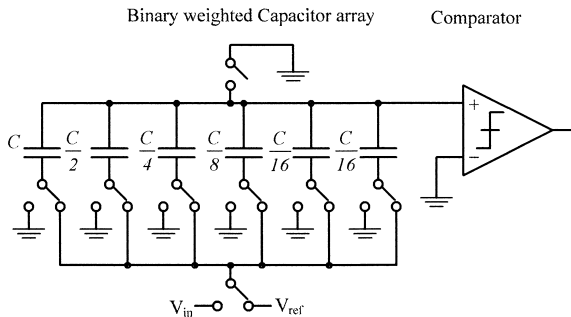 Binary weighted Capacitor array Comparator
C C/2 C/4 C/8 C/16 C/16
+
−
Vin Vref